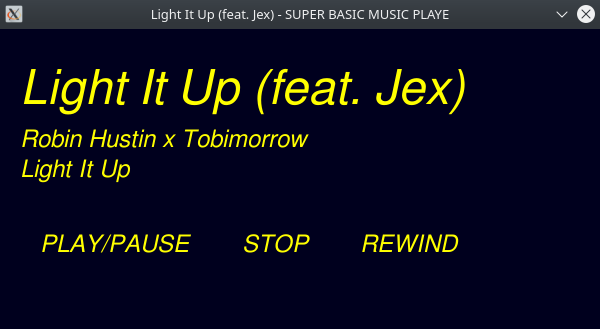 Light It Up (feat. Jex) - SUPER BASIC MUSIC PLAYE
Light It Up (feat. Jex)
Robin Hustin x Tobimorrow
Light It Up
PLAY/PAUSE STOP REWIND